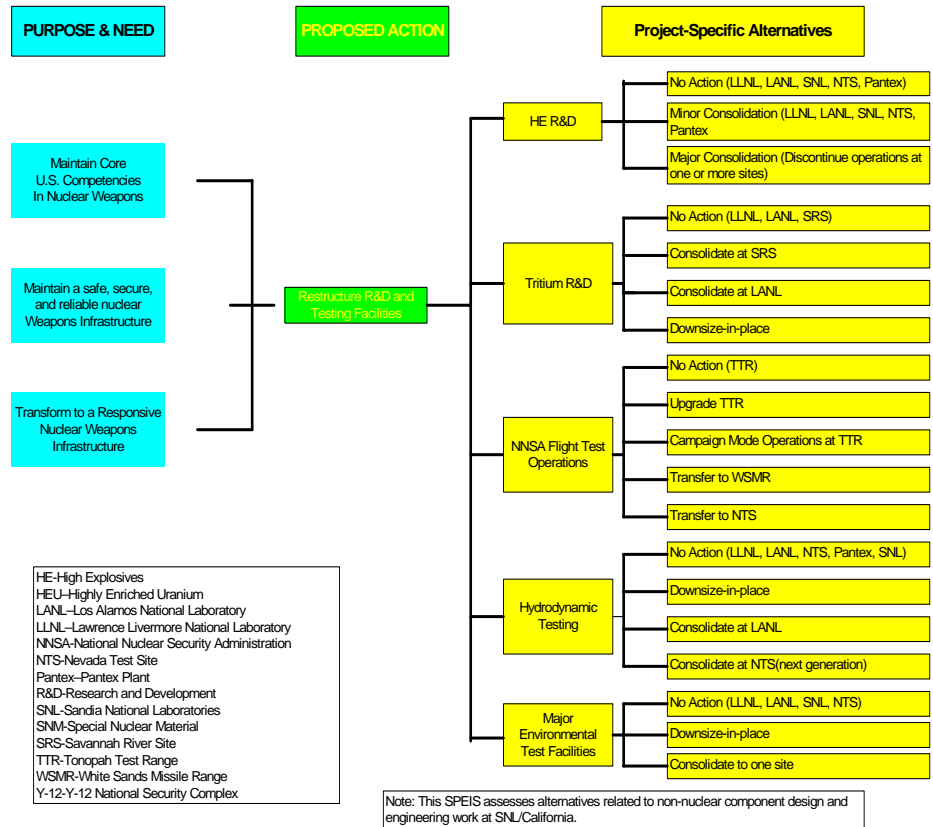 PURPOSE & NEED
PROPOSED ACTION
Project-Specific Alternatives
Maintain Core
U.S. Competencies
In Nuclear Weapons
Maintain a safe, secure,
and reliable nuclear
Weapons Infrastructure
Transform to a Responsive
Nuclear Weapons
Infrastructure
Restructure R&D and
Testing Facilities
HE R&D
No Action (LLNL, LANL, SNL, NTS, Pantex)
Minor Consolidation (LLNL, LANL, SNL, NTS,
Pantex
Major Consolidation (Discontinue operations at
one or more sites)
Tritium R&D
No Action (LLNL, LANL, SRS)
Consolidate at SRS
Consolidate at LANL
Downsize-in-place
NNSA Flight Test
Operations
No Action (TTR)
Upgrade TTR
Campaign Mode Operations at TTR
Transfer to WSMR
Transfer to NTS
Hydrodynamic
Testing
No Action (LLNL, LANL, NTS, Pantex, SNL)
Downsize-in-place
Consolidate at LANL
Consolidate at NTS(next generation)
Major
Environmental
Test Facilities
No Action (LLNL, LANL, SNL, NTS)
Downsize-in-place
Consolidate to one site
HE-High Explosives
HEU–Highly Enriched Uranium
LANL–Los Alamos National Laboratory
LLNL–Lawrence Livermore National Laboratory
NNSA-National Nuclear Security Administration
NTS-Nevada Test Site
Pantex–Pantex Plant
R&D-Research and Development
SNL-Sandia National Laboratories
SNM-Special Nuclear Material
SRS-Savannah River Site
TTR-Tonopah Test Range
WSMR-White Sands Missile Range
Y-12-Y-12 National Security Complex
Note: This SPEIS assesses alternatives related to non-nuclear component design and
engineering work at SNL/California.